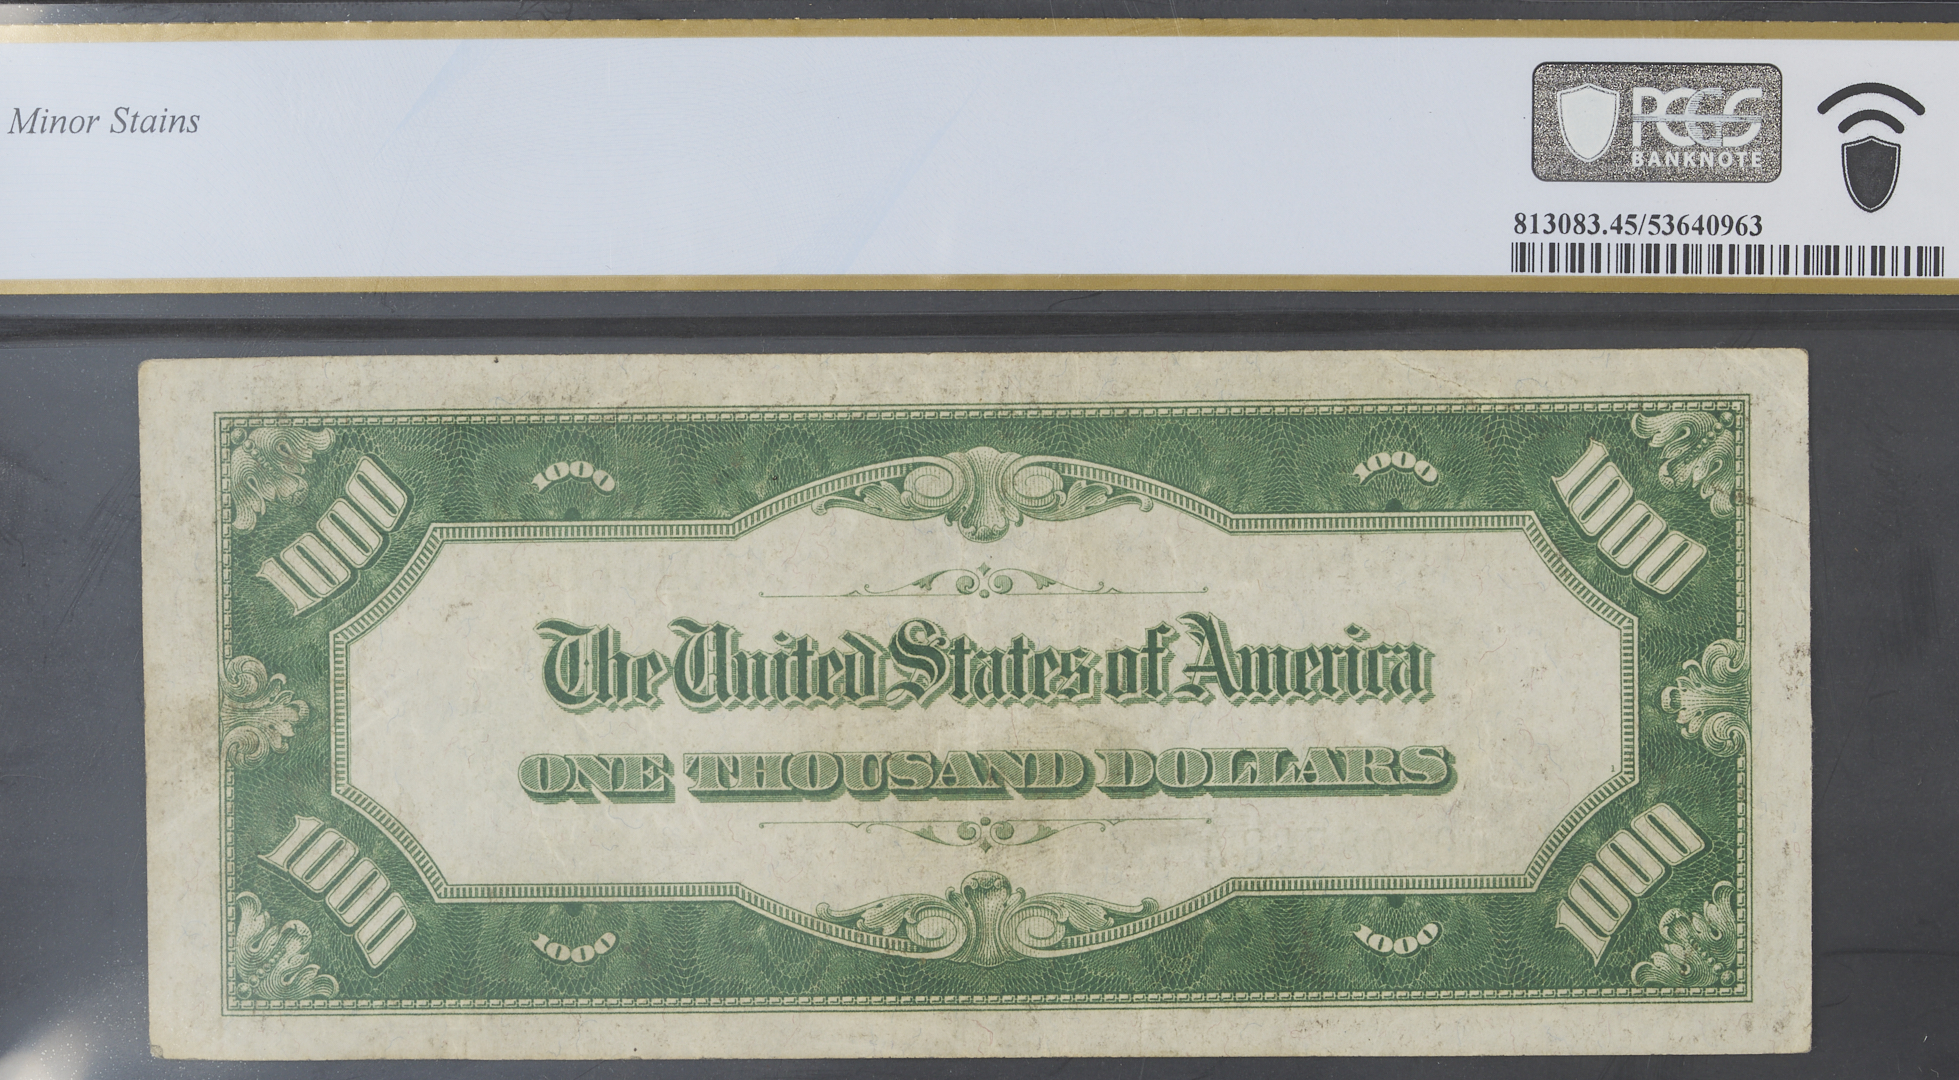 Minor Stains
PCGS
BANKNOTE
813083.45/53640963
1000 1000 1000 1000
The United States of America
ONE THOUSAND DOLLARS
1
1000 1000 1000 1000